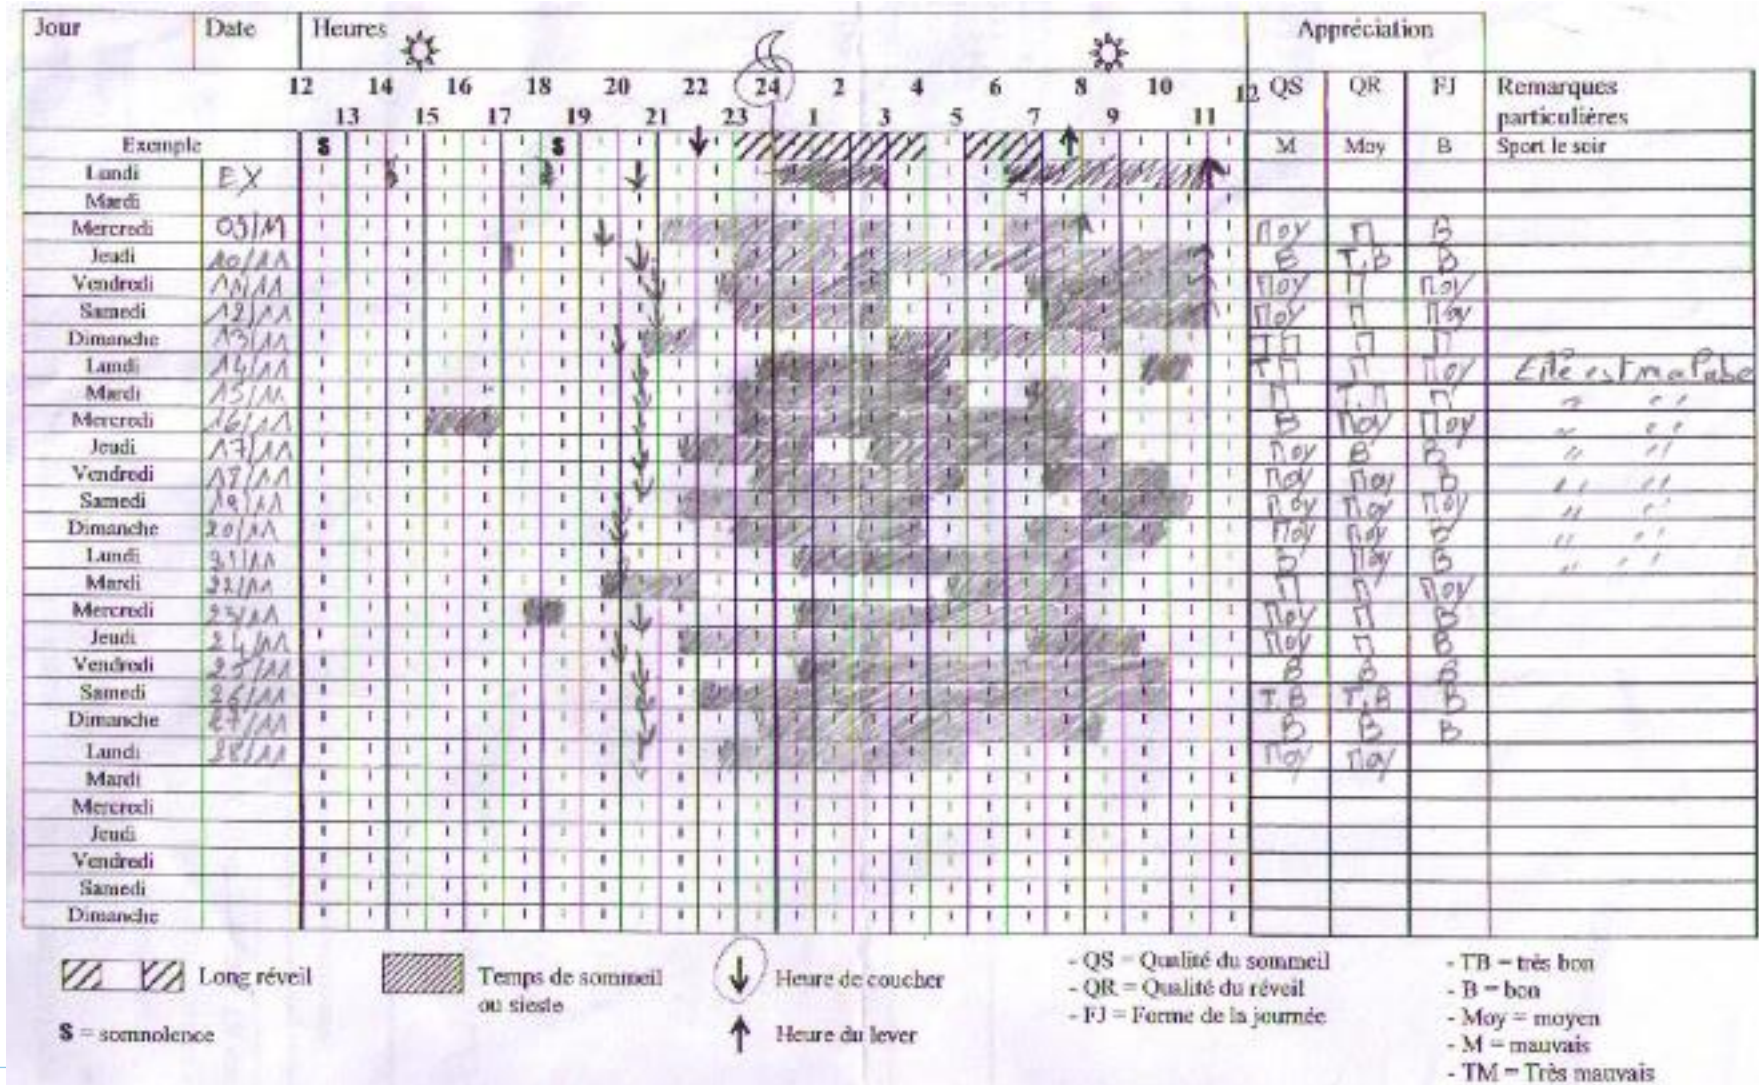 Jour Date Heures Appréciation
12 14 16 18 20 22 24 2 4 6 8 10 12 QS QR FJ Remarques
13 15 17 19 21 23 1 3 5 7 9 11 particulières
Exemple S S M Moy B Sport le soir
Lundi EX
Mardi
Mercredi 09/11 Moy M B
Jeudi 10/11 B T.B B
Vendredi 11/11 Moy M Moy
Samedi 12/11 Moy M Moy
Dimanche 13/11 TM M M
Lundi 14/11 TM M Moy Elle est malade
Mardi 15/11 M T.M M " "
Mercredi 16/11 B Moy Moy " "
Jeudi 17/11 Moy B B " "
Vendredi 18/11 Moy Moy B " "
Samedi 19/11 Moy Moy Moy " "
Dimanche 20/11 Moy Moy B " "
Lundi 21/11 B Moy B " "
Mardi 22/11 M M Moy
Mercredi 23/11 Moy M B
Jeudi 24/11 Moy M B
Vendredi 25/11 B B B
Samedi 26/11 T.B T.B B
Dimanche 27/11 B B B
Lundi 28/11 Moy Moy
Mardi
Mercredi
Jeudi
Vendredi
Samedi
Dimanche
Long réveil Temps de sommeil ou sieste Heure de coucher - QS = Qualité du sommeil - TB = très bon
- QR = Qualité du réveil - B = bon
- FJ = Forme de la journée - Moy = moyen
S = somnolence Heure du lever - M = mauvais
- TM = Très mauvais